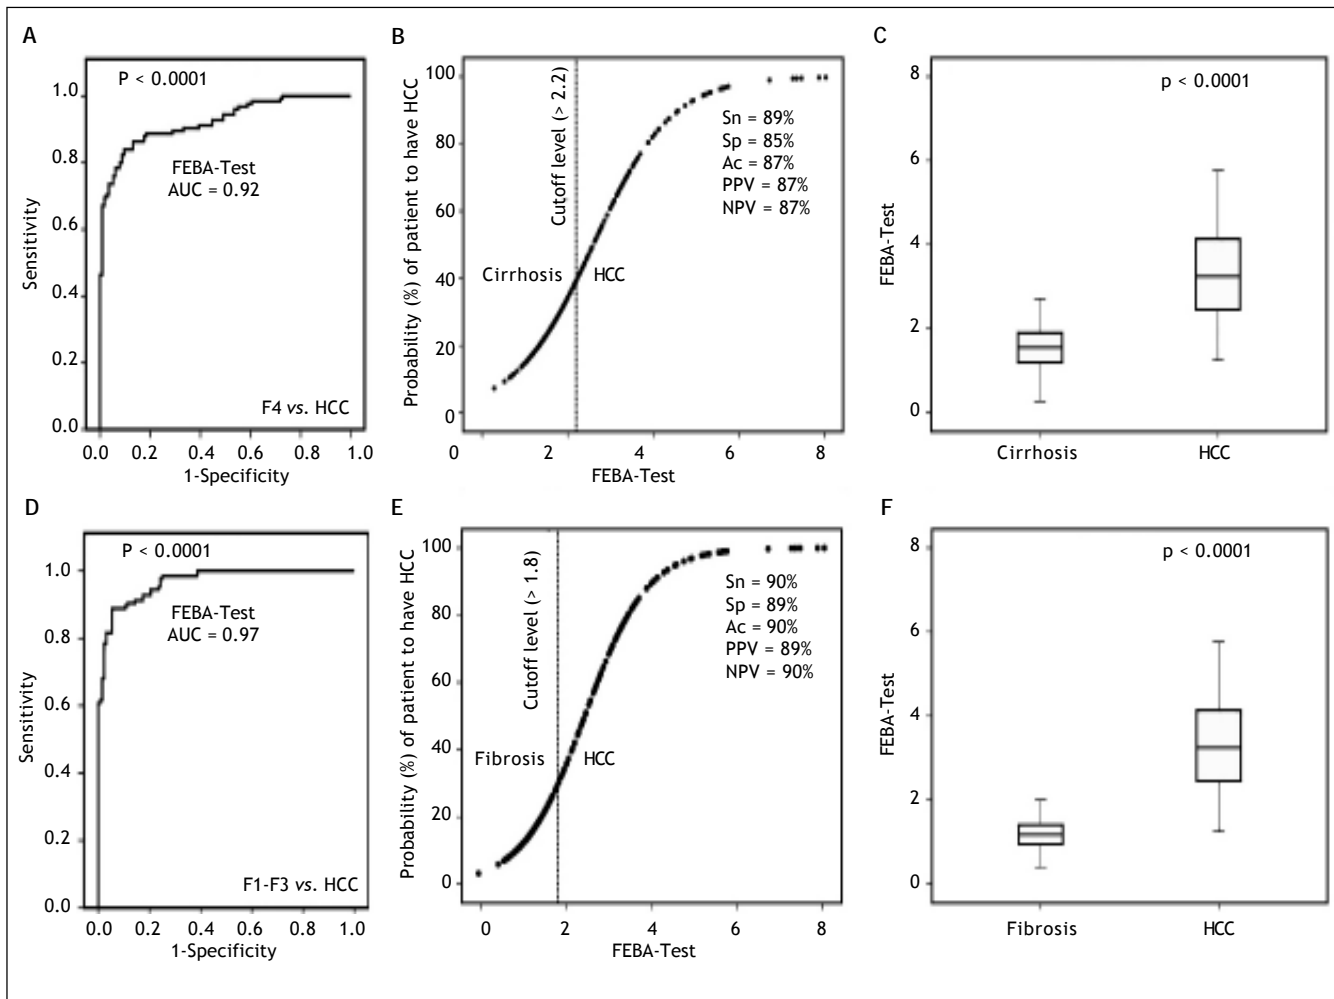 A
P < 0.0001
1.0
0.8
0.6
0.4
0.2
0.0
Sensitivity
FEBA-Test
AUC = 0.92
F4 vs. HCC
0.0 0.2 0.4 0.6 0.8 1.0
1-Specificity
B
100
80
60
40
20
0
Probability (%) of patient to have HCC
Cutoff level (> 2.2)
Sn = 89%
Sp = 85%
Ac = 87%
PPV = 87%
NPV = 87%
Cirrhosis HCC
0 2 4 6 8
FEBA-Test
C
8
6
4
2
0
FEBA-Test
p < 0.0001
Cirrhosis HCC
D
P < 0.0001
1.0
0.8
0.6
0.4
0.2
0.0
Sensitivity
FEBA-Test
AUC = 0.97
F1-F3 vs. HCC
0.0 0.2 0.4 0.6 0.8 1.0
1-Specificity
E
100
80
60
40
20
0
Probability (%) of patient to have HCC
Cutoff level (> 1.8)
Sn = 90%
Sp = 89%
Ac = 90%
PPV = 89%
NPV = 90%
Fibrosis HCC
0 2 4 6 8
FEBA-Test
F
8
6
4
2
0
FEBA-Test
p < 0.0001
Fibrosis HCC